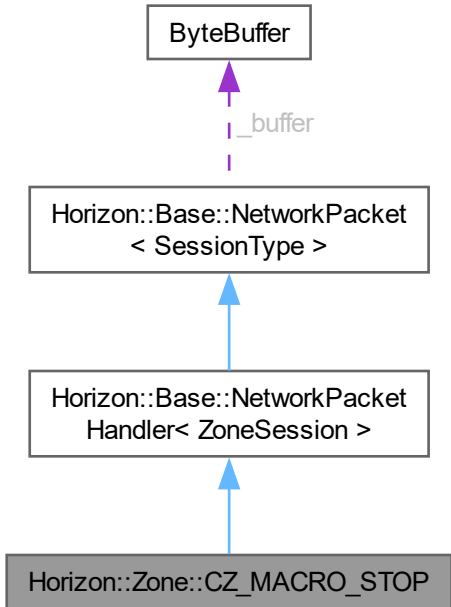 ByteBuffer
_buffer
Horizon::Base::NetworkPacket
< SessionType >
Horizon::Base::NetworkPacket
Handler< ZoneSession >
Horizon::Zone::CZ_MACRO_STOP